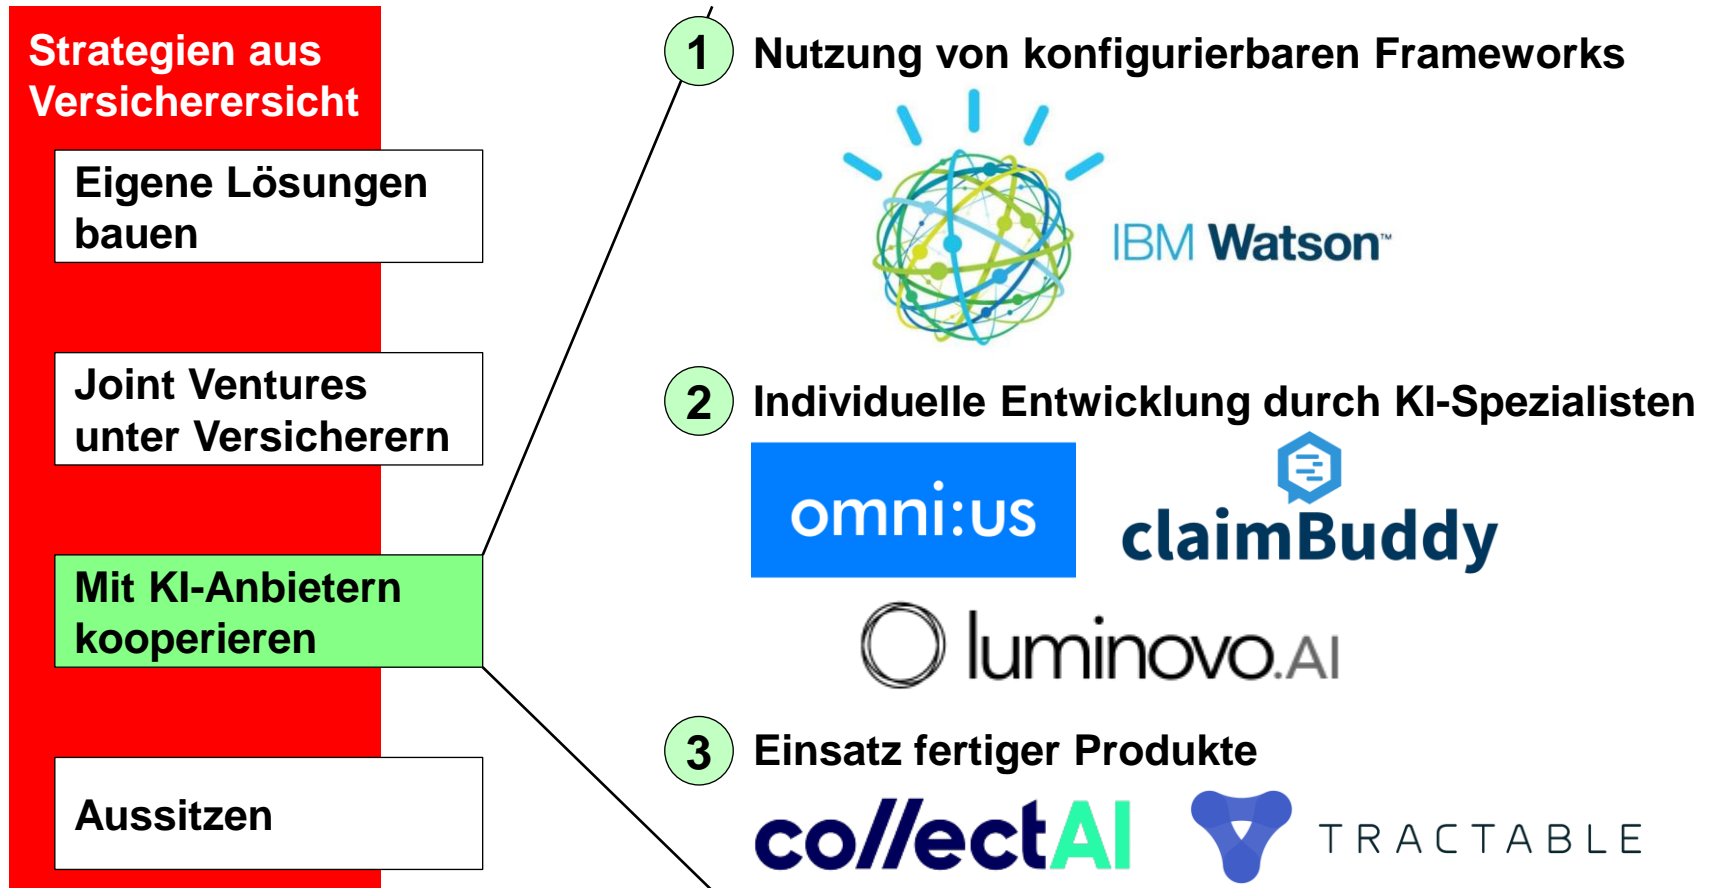 Strategien aus
Versicherersicht
Eigene Lösungen
bauen
Joint Ventures
unter Versicherern
Mit KI-Anbietern
kooperieren
Aussitzen
1 Nutzung von konfigurierbaren Frameworks
IBM Watson™
2 Individuelle Entwicklung durch KI-Spezialisten
omni:us
claimBuddy
luminovo.AI
3 Einsatz fertiger Produkte
collectAI
TRACTABLE